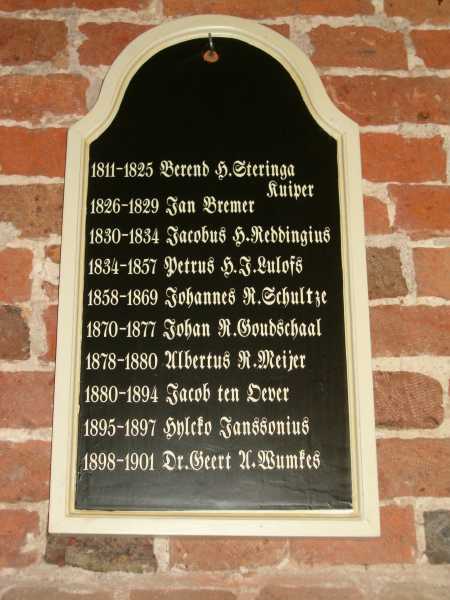 1811-1825 Berend H.Steringa
Kuiper
1826-1829 Jan Bremer
1830-1834 Jacobus H.Reddingius
1834-1857 Petrus H.J.Lulofs
1858-1869 Johannes R.Schultze
1870-1877 Johan R.Goudschaal
1878-1880 Albertus R.Meijer
1880-1894 Jacob ten Oever
1895-1897 Hylcko Janssonius
1898-1901 Dr.Geert A.Wumkes